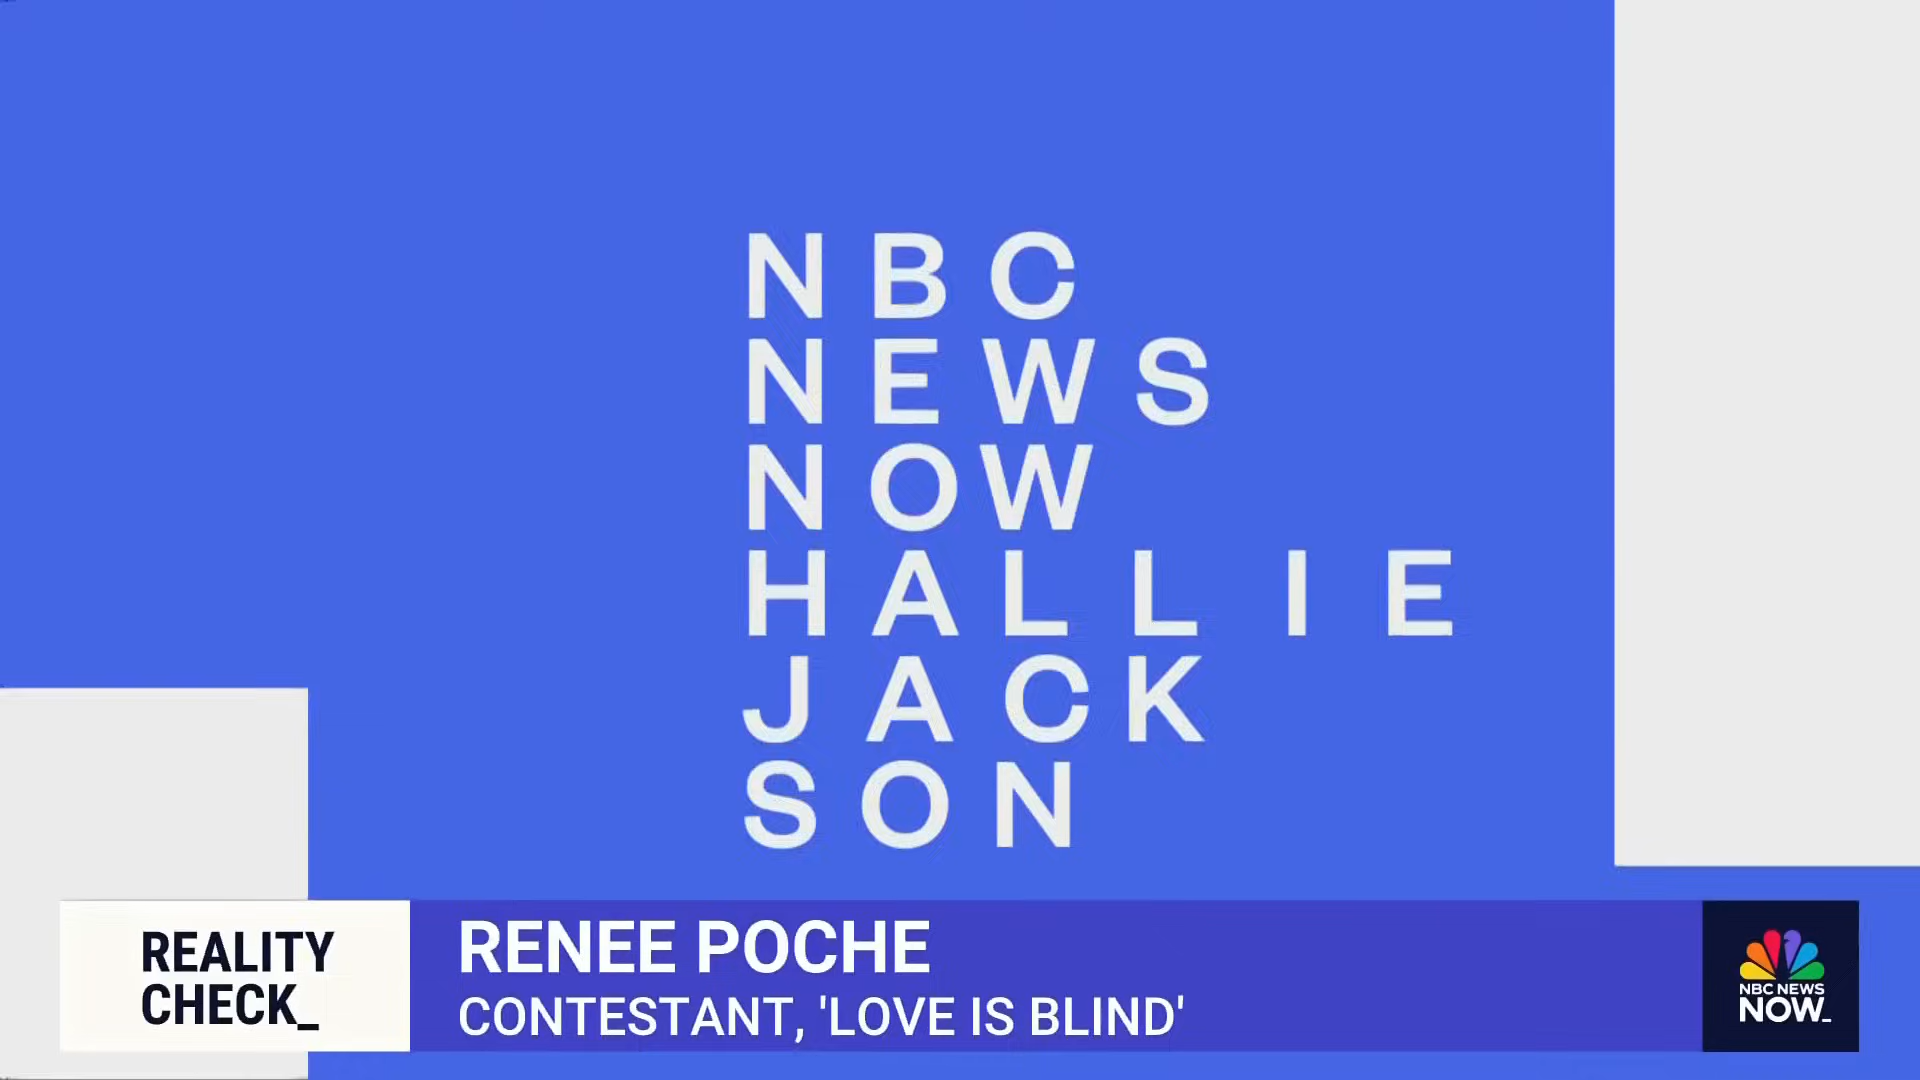 NBC
NEWS
NOW
HALLIE
JACK
SON
REALITY
CHECK_
RENEE POCHE
CONTESTANT, 'LOVE IS BLIND'
NBC NEWS
NOW_